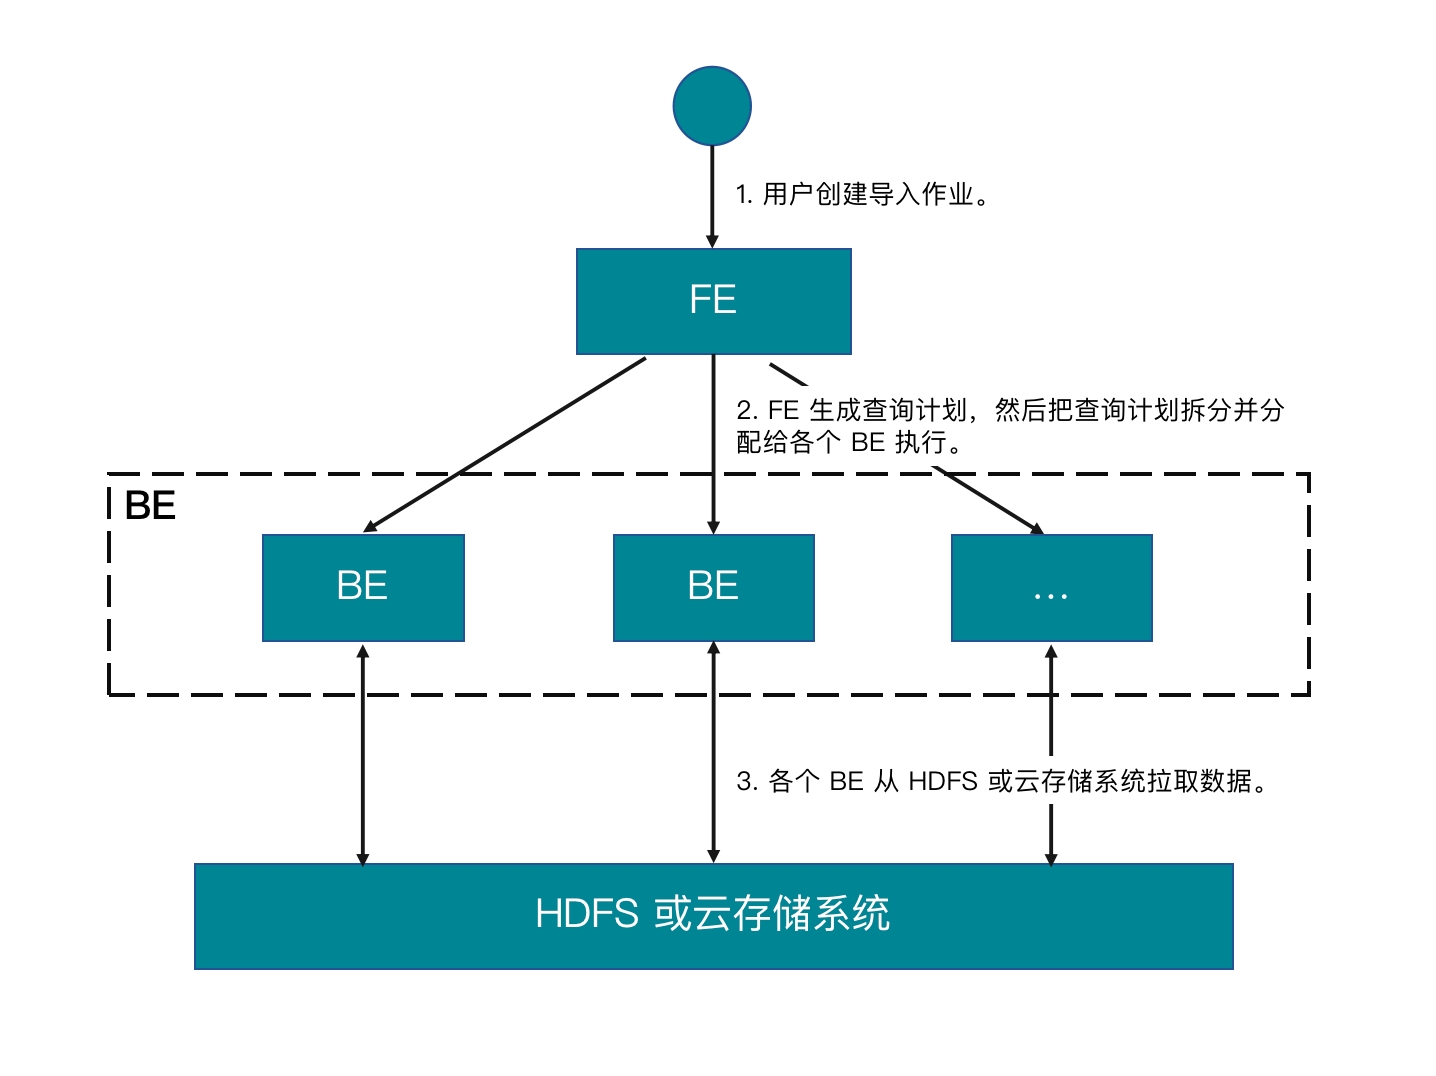 1. 用户创建导入作业。
FE
2. FE 生成查询计划，然后把查询计划拆分并分
配给各个 BE 执行。
BE
BE
BE
...
3. 各个 BE 从 HDFS 或云存储系统拉取数据。
HDFS 或云存储系统